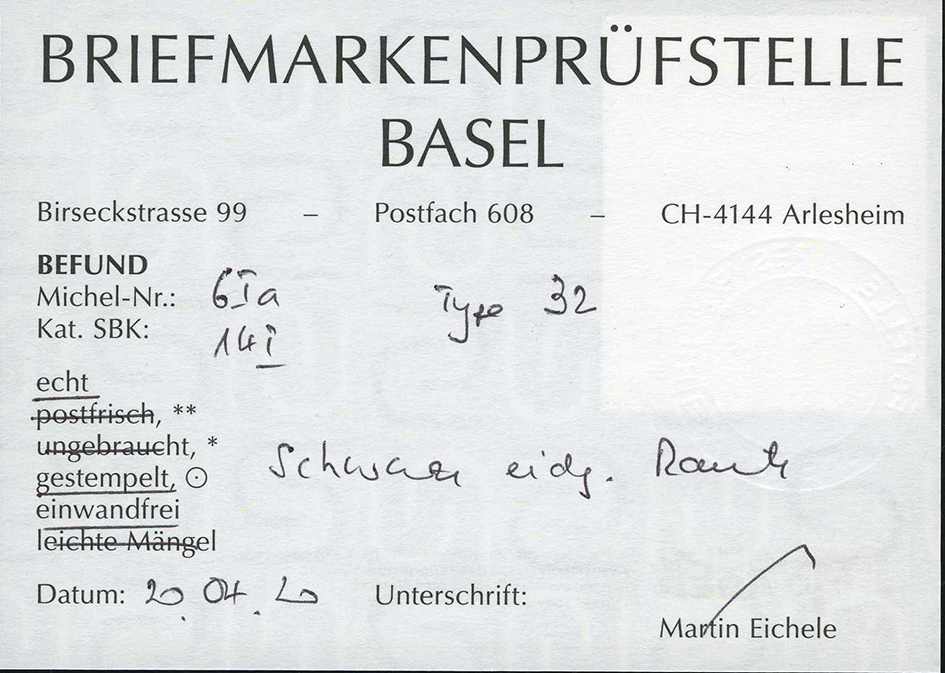 BRIEFMARKENPRÜFSTELLE
BASEL
Birseckstrasse 99 – Postfach 608 – CH-4144 Arlesheim
BEFUND
Michel-Nr.: 6Ia Type 32
Kat. SBK: 14I
echt
postfrisch, **
ungebraucht, *
gestempelt, ⊙ Schwarze eidg. Raute
einwandfrei
leichte Mängel
Datum: 20.04.20 Unterschrift:
Martin Eichele